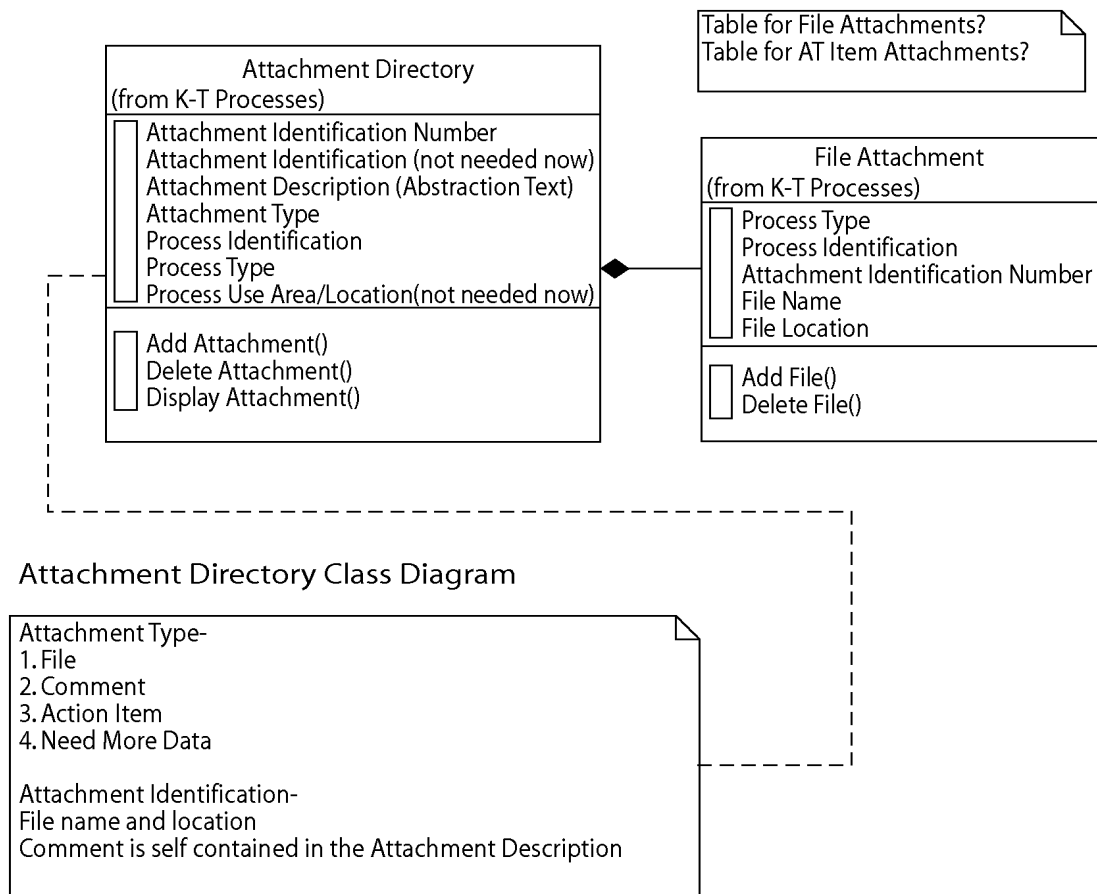 Table for File Attachments?
Table for AT Item Attachments?
Attachment Directory
(from K-T Processes)
Attachment Identification Number
Attachment Identification (not needed now)
Attachment Description (Abstraction Text)
Attachment Type
Process Identification
Process Type
Process Use Area/Location(not needed now)
Add Attachment()
Delete Attachment()
Display Attachment()
File Attachment
(from K-T Processes)
Process Type
Process Identification
Attachment Identification Number
File Name
File Location
Add File()
Delete File()
Attachment Directory Class Diagram
Attachment Type-
1. File
2. Comment
3. Action Item
4. Need More Data
Attachment Identification-
File name and location
Comment is self contained in the Attachment Description